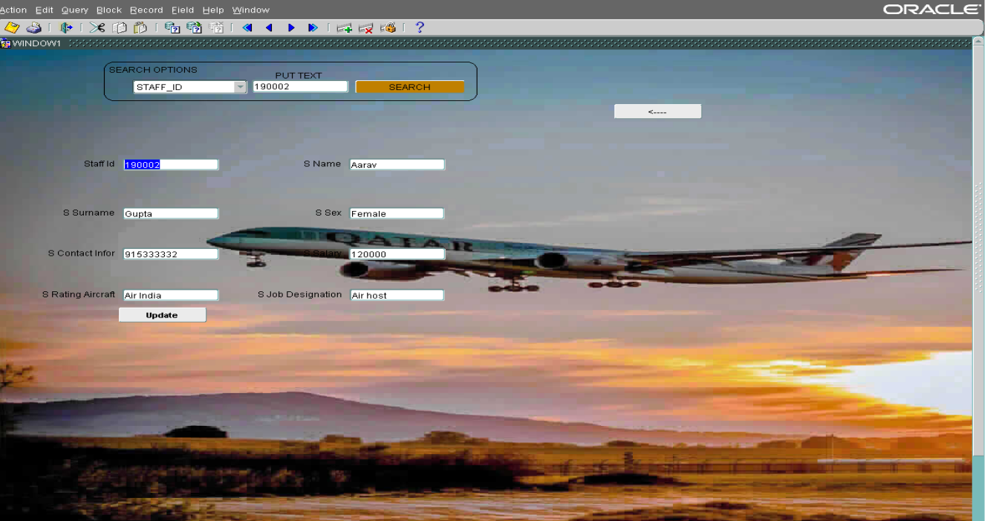 Action Edit Query Block Record Field Help Window
ORACLE
?
WINDOW1
SEARCH OPTIONS
PUT TEXT
STAFF_ID 190002 SEARCH
<----
Staff Id 190002 S Name Aarav
S Surname Gupta S Sex Female
QATAR
S Contact Infor 915333332 S Salary 120000
S Rating Aircraft Air India S Job Designation Air host
Update